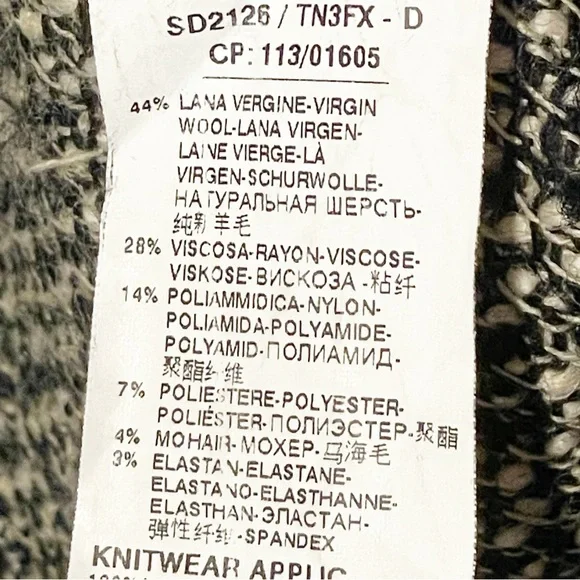 SD2126 / TN3FX - D
CP: 113/01605
44% LANA VERGINE-VIRGIN
WOOL-LANA VIRGEN-
LAINE VIERGE-LÀ
VIRGEN-SCHURWOLLE-
НАТУРАЛЬНАЯ ШЕРСТЬ-
纯新羊毛
28% VISCOSA-RAYON-VISCOSE-
VISKOSE-ВИСКОЗА -粘纤
14% POLIAMMIDICA-NYLON-
POLIAMIDA-POLYAMIDE-
POLYAMID-ПОЛИАМИД-
聚酯纤维
7% POLIESTERE-POLYESTER-
POLIÉSTER-ПОЛИЭСТЕР-聚酯
4% MOHAIR-МОХЕР-马海毛
3% ELASTAN-ELASTANE-
ELASTANO-ELASTHANNE-
ELASTHAN-ЭЛАСТАН-
弹性纤维-SPANDEX
KNITWEAR APPLIC